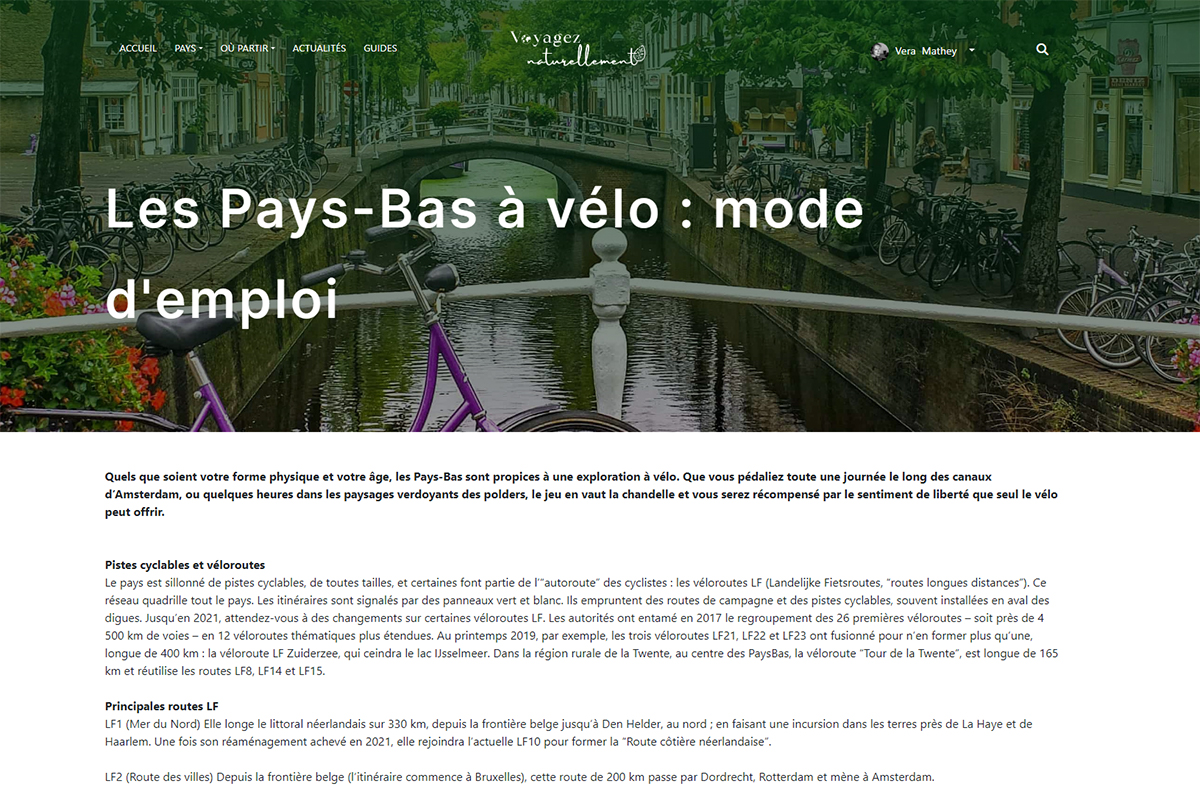 ACCUEIL PAYS OÙ PARTIR ACTUALITÉS GUIDES
Voyagez
naturellement
Vera Mathey
Les Pays-Bas à vélo : mode
d'emploi
Quels que soient votre forme physique et votre âge, les Pays-Bas sont propices à une exploration à vélo. Que vous pédaliez toute une journée le long des canaux
d’Amsterdam, ou quelques heures dans les paysages verdoyants des polders, le jeu en vaut la chandelle et vous serez récompensé par le sentiment de liberté que seul le vélo
peut offrir.
Pistes cyclables et véloroutes
Le pays est sillonné de pistes cyclables, de toutes tailles, et certaines font partie de l’“autoroute” des cyclistes : les véloroutes LF (Landelijke Fietsroutes, “routes longues distances”). Ce
réseau quadrille tout le pays. Les itinéraires sont signalés par des panneaux vert et blanc. Ils empruntent des routes de campagne et des pistes cyclables, souvent installées en aval des
digues. Jusqu’en 2021, attendez-vous à des changements sur certaines véloroutes LF. Les autorités ont entamé en 2017 le regroupement des 26 premières véloroutes – soit près de 4
500 km de voies – en 12 véloroutes thématiques plus étendues. Au printemps 2019, par exemple, les trois véloroutes LF21, LF22 et LF23 ont fusionné pour n’en former plus qu’une,
longue de 400 km : la véloroute LF Zuiderzee, qui ceindra le lac IJsselmeer. Dans la région rurale de la Twente, au centre des PaysBas, la véloroute “Tour de la Twente”, est longue de 165
km et réutilise les routes LF8, LF14 et LF15.
Principales routes LF
LF1 (Mer du Nord) Elle longe le littoral néerlandais sur 330 km, depuis la frontière belge jusqu’à Den Helder, au nord ; en faisant une incursion dans les terres près de La Haye et de
Haarlem. Une fois son réaménagement achevé en 2021, elle rejoindra l’actuelle LF10 pour former la “Route côtière néerlandaise”.
LF2 (Route des villes) Depuis la frontière belge (l’itinéraire commence à Bruxelles), cette route de 200 km passe par Dordrecht, Rotterdam et mène à Amsterdam.